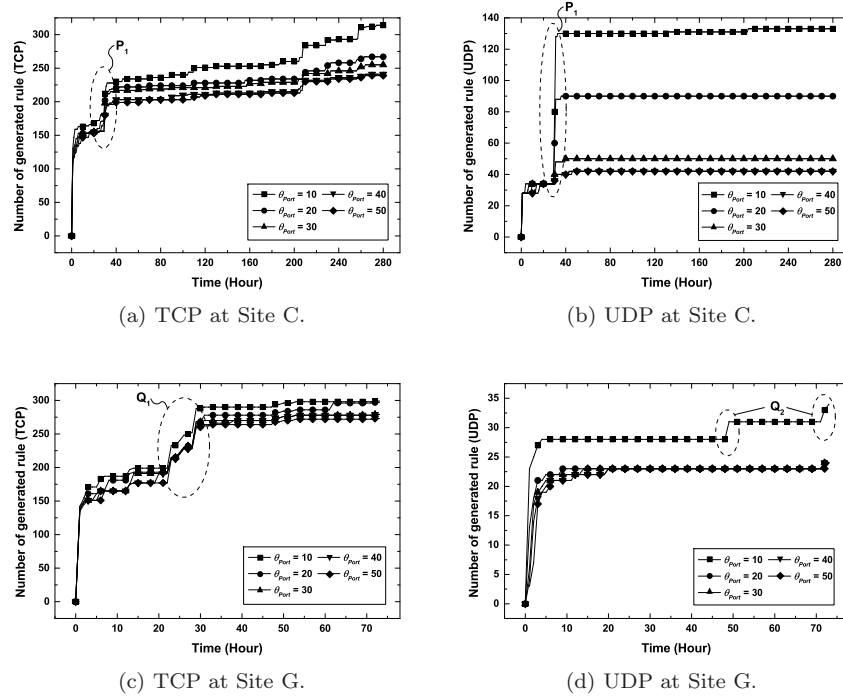 Number of generated rule (TCP)
300
250
200
150
100
50
0
P1
θPort = 10
θPort = 40
θPort = 20
θPort = 50
θPort = 30
0 40 80 120 160 200 240 280
Time (Hour)
(a) TCP at Site C.
Number of generated rule (UDP)
140
120
100
80
60
40
20
0
P1
θPort = 10
θPort = 40
θPort = 20
θPort = 50
θPort = 30
0 40 80 120 160 200 240 280
Time (Hour)
(b) UDP at Site C.
Number of generated rule (TCP)
300
250
200
150
100
50
0
Q1
θPort = 10
θPort = 40
θPort = 20
θPort = 50
θPort = 30
0 10 20 30 40 50 60 70
Time (Hour)
(c) TCP at Site G.
Number of generated rule (UDP)
35
30
25
20
15
10
5
0
Q2
θPort = 10
θPort = 40
θPort = 20
θPort = 50
θPort = 30
0 10 20 30 40 50 60 70
Time (Hour)
(d) UDP at Site G.